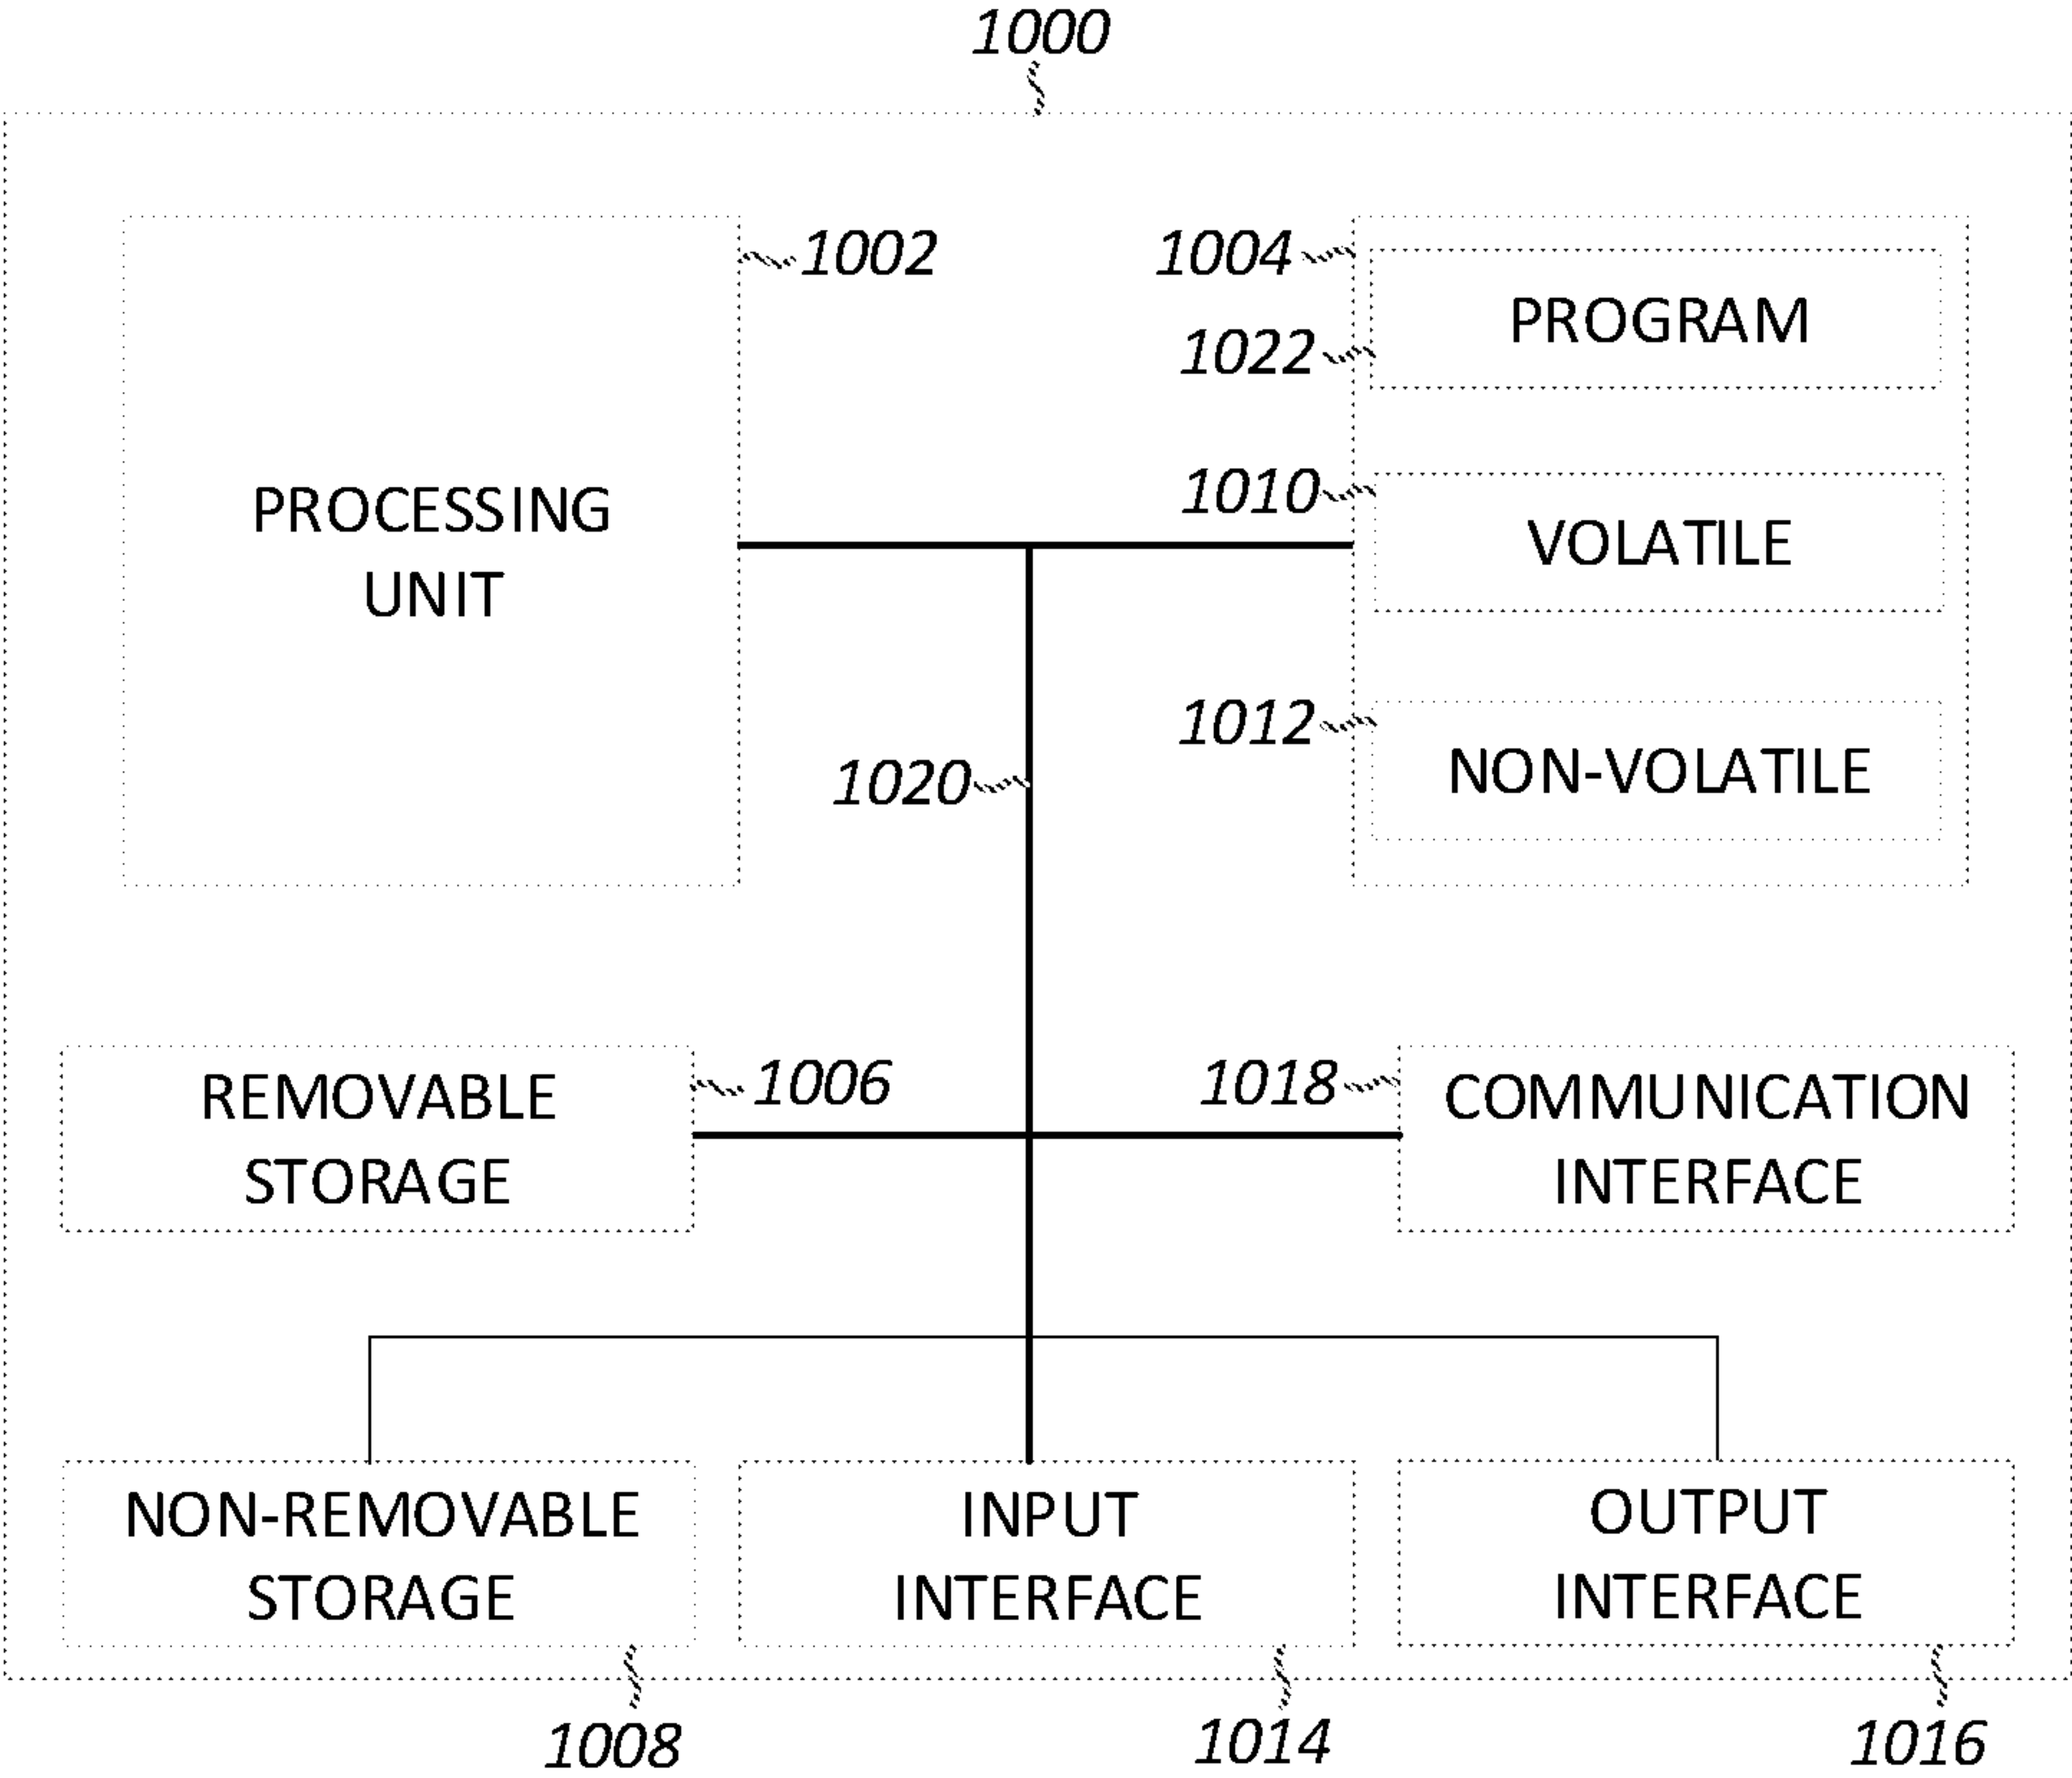 1000
1002
1004
PROGRAM
1022
PROCESSING
UNIT
1010
VOLATILE
1012
NON-VOLATILE
1020
REMOVABLE
STORAGE
1006
1018
COMMUNICATION
INTERFACE
NON-REMOVABLE
STORAGE
INPUT
INTERFACE
OUTPUT
INTERFACE
1008
1014
1016